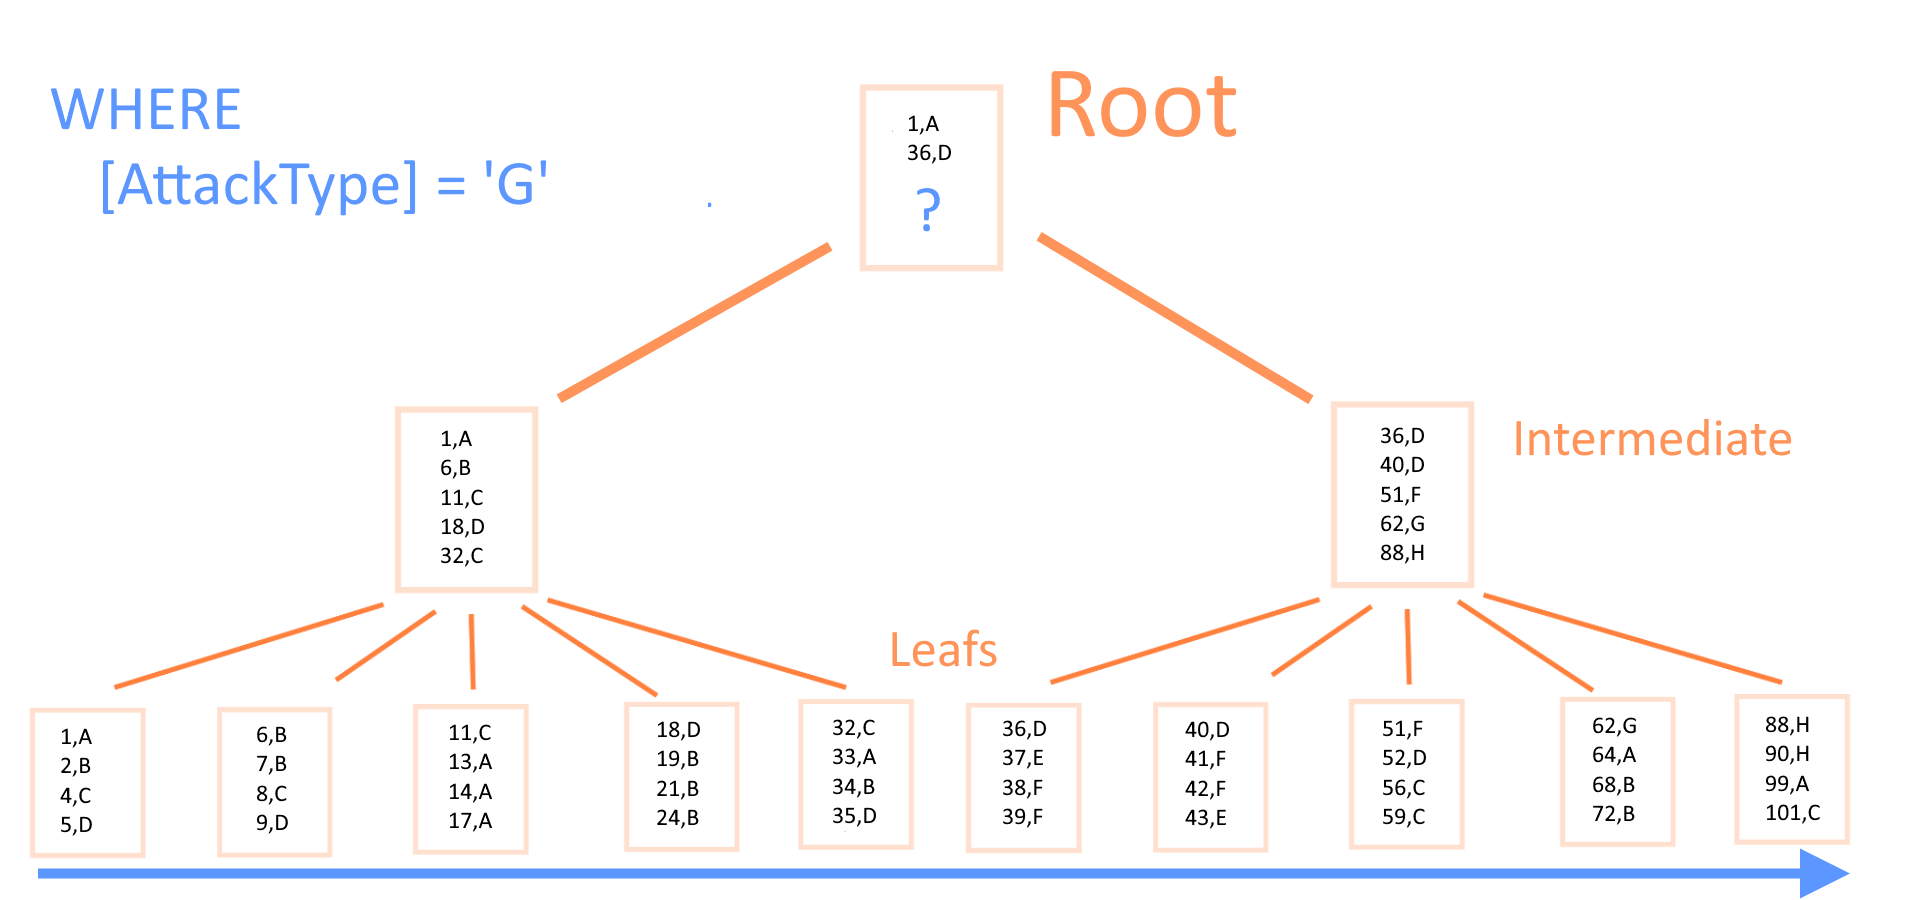 WHERE
[AttackType] = 'G'
Root
1,A
36,D
?
1,A
6,B
11,C
18,D
32,C
36,D
40,D
51,F
62,G
88,H
Intermediate
Leafs
1,A
2,B
4,C
5,D
6,B
7,B
8,C
9,D
11,C
13,A
14,A
17,A
18,D
19,B
21,B
24,B
32,C
33,A
34,B
35,D
36,D
37,E
38,F
39,F
40,D
41,F
42,F
43,E
51,F
52,D
56,C
59,C
62,G
64,A
68,B
72,B
88,H
90,H
99,A
101,C